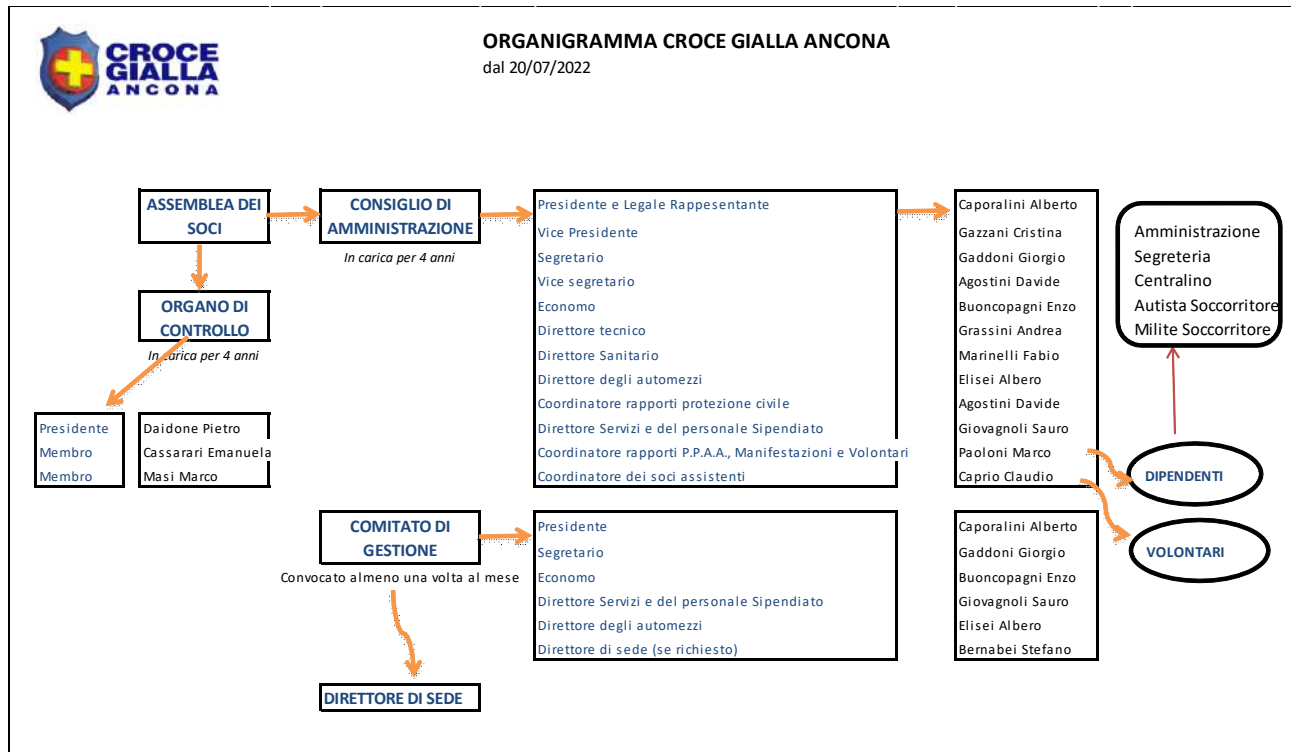 CROCE
GIALLA
ANCONA
ORGANIGRAMMA CROCE GIALLA ANCONA
dal 20/07/2022
ASSEMBLEA DEI
SOCI
CONSIGLIO DI
AMMINISTRAZIONE
In carica per 4 anni
ORGANO DI
CONTROLLO
In carica per 4 anni
Presidente Daidone Pietro
Membro Cassarari Emanuela
Membro Masi Marco
Presidente e Legale Rappesentante Caporalini Alberto
Vice Presidente Gazzani Cristina
Segretario Gaddoni Giorgio
Vice segretario Agostini Davide
Economo Buoncopagni Enzo
Direttore tecnico Grassini Andrea
Direttore Sanitario Marinelli Fabio
Direttore degli automezzi Elisei Albero
Coordinatore rapporti protezione civile Agostini Davide
Direttore Servizi e del personale Sipendiato Giovagnoli Sauro
Coordinatore rapporti P.P.A.A., Manifestazioni e Volontari Paoloni Marco
Coordinatore dei soci assistenti Caprio Claudio
Amministrazione
Segreteria
Centralino
Autista Soccorritore
Milite Soccorritore
DIPENDENTI
VOLONTARI
COMITATO DI
GESTIONE
Convocato almeno una volta al mese
Presidente Caporalini Alberto
Segretario Gaddoni Giorgio
Economo Buoncopagni Enzo
Direttore Servizi e del personale Sipendiato Giovagnoli Sauro
Direttore degli automezzi Elisei Albero
Direttore di sede (se richiesto) Bernabei Stefano
DIRETTORE DI SEDE